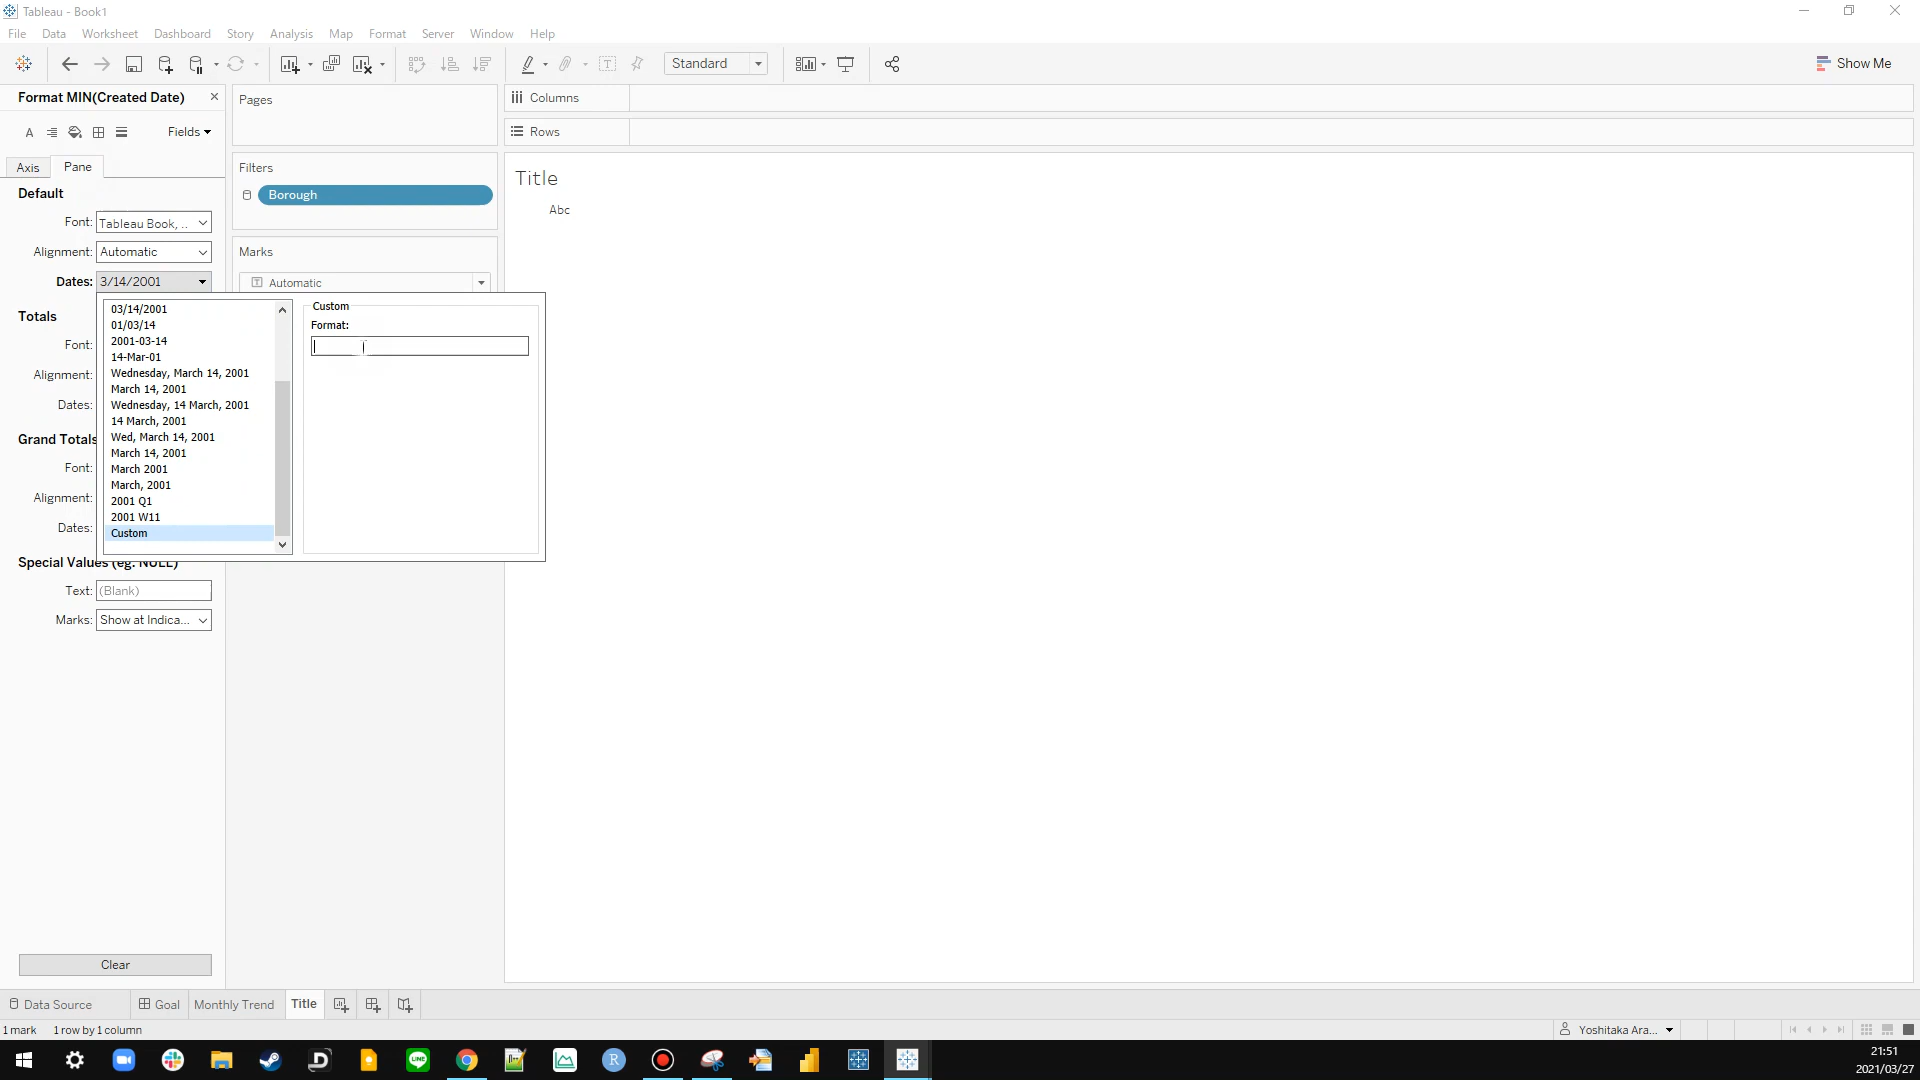 Tableau - Book1
File Data Worksheet Dashboard Story Analysis Map Format Server Window Help
Standard
Show Me
Format MIN(Created Date)
Fields
Axis Pane
Default
Font: Tableau Book, ..
Alignment: Automatic
Dates: 3/14/2001
Totals
Font:
Alignment:
Dates:
Grand Totals
Font:
Alignment:
Dates:
Special Values (eg. NULL)
Text: (Blank)
Marks: Show at Indica...
Clear
03/14/2001
01/03/14
2001-03-14
14-Mar-01
Wednesday, March 14, 2001
March 14, 2001
Wednesday, 14 March, 2001
14 March, 2001
Wed, March 14, 2001
March 14, 2001
March 2001
March, 2001
2001 Q1
2001 W11
Custom
Custom
Format:
Pages
Filters
Borough
Marks
Automatic
Columns
Rows
Title
Abc
Data Source Goal Monthly Trend Title
1 mark 1 row by 1 column
Yoshitaka Ara...
21:51
2021/03/27